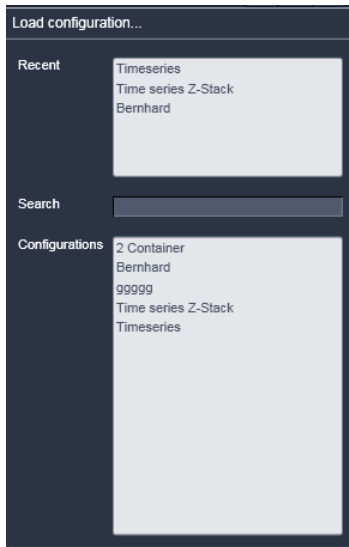 Load configuration...
Recent
Timeseries
Time series Z-Stack
Bernhard
Search
Configurations
2 Container
Bernhard
ggggg
Time series Z-Stack
Timeseries